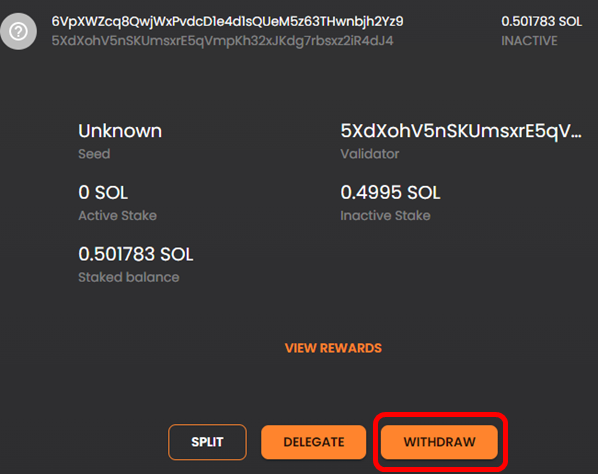 6VpXWZcq8QwjWxPvdcD1e4d1sQUeM5z63THwnbjh2Yz9 0.501783 SOL
5XdXohV5nSKUmsxrE5qVmpKh32xJKdg7rbsxz2iR4dJ4 INACTIVE
Unknown 5XdXohV5nSKUmsxrE5qV...
Seed Validator
0 SOL 0.4995 SOL
Active Stake Inactive Stake
0.501783 SOL
Staked balance
VIEW REWARDS
SPLIT DELEGATE WITHDRAW